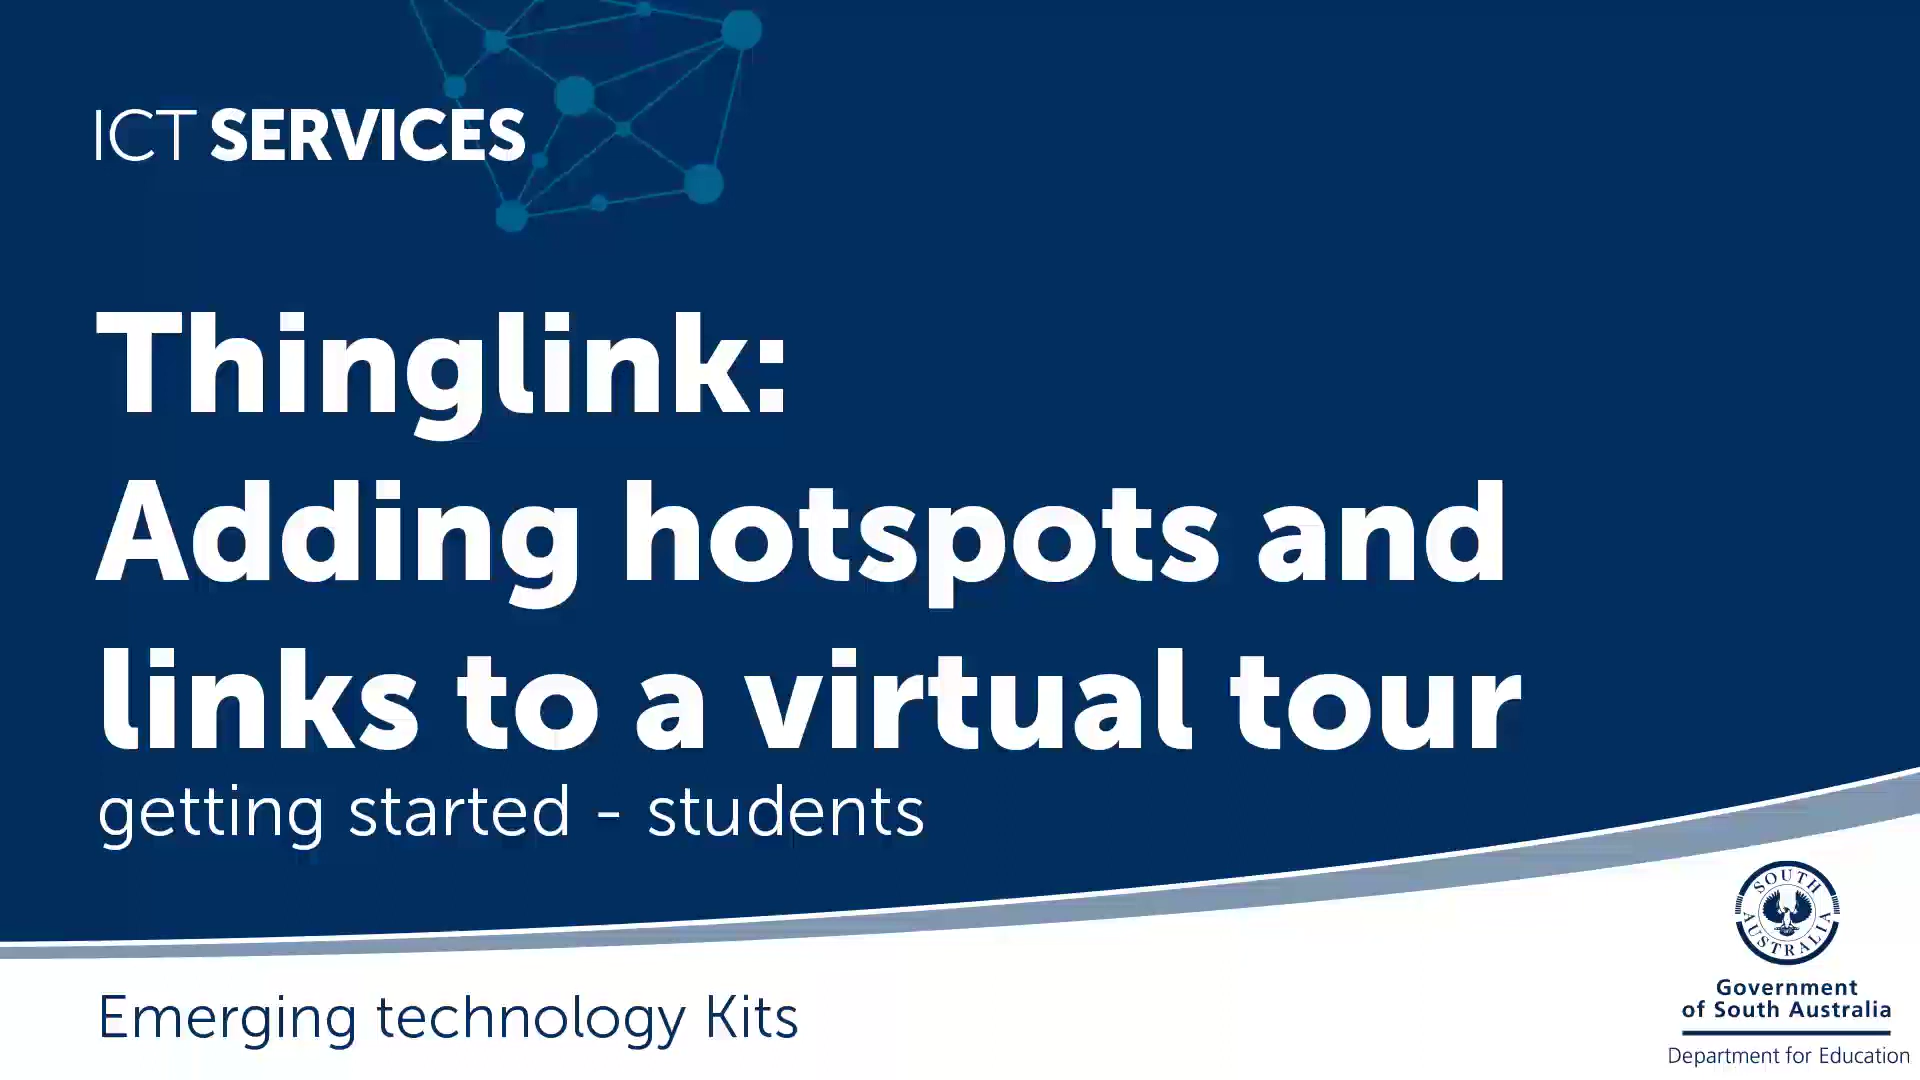 ICT SERVICES
Thinglink:
Adding hotspots and
links to a virtual tour
getting started - students
Emerging technology Kits
SOUTH
AUSTRALIA
Government
of South Australia
Department for Education